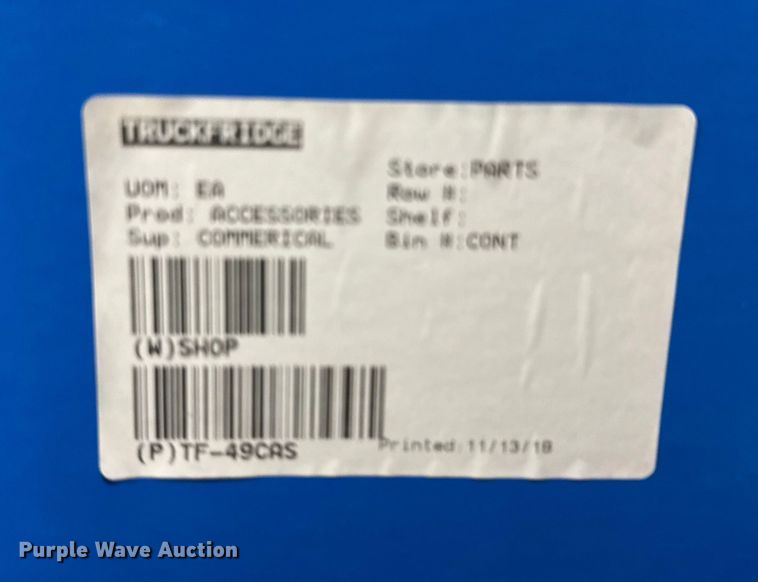 TRUCKFRIDGE
Store:PARTS
UOM: EA
Row #:
Prod: ACCESSORIES
Shelf:
Sup: COMMERICAL
Bin #:CONT
(W)SHOP
(P)TF-49CAS
Printed:11/13/18
Purple Wave Auction